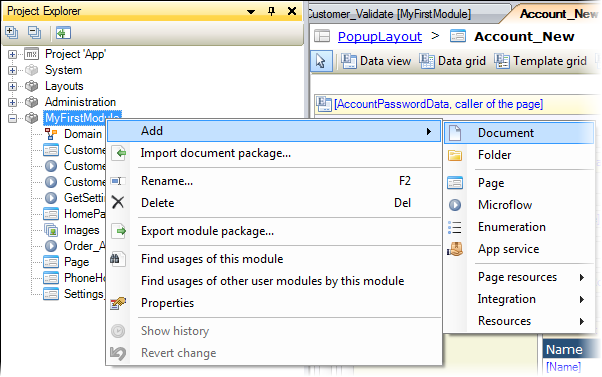 Project Explorer
Project 'App'
System
Layouts
Administration
MyFirstModule
Domain
Custome
Custome
Custome
GetSettin
HomePa
Images
Order_A
Page
PhoneHo
Settings_
Customer_Validate [MyFirstModule]
Account_New
PopupLayout > Account_New
Data view
Data grid
Template grid
[AccountPasswordData, caller of the page]
Add
Import document package...
Rename... F2
Delete Del
Export module package...
Find usages of this module
Find usages of other user modules by this module
Properties
Show history
Revert change
Document
Folder
Page
Microflow
Enumeration
App service
Page resources
Integration
Resources
Name
[Name]